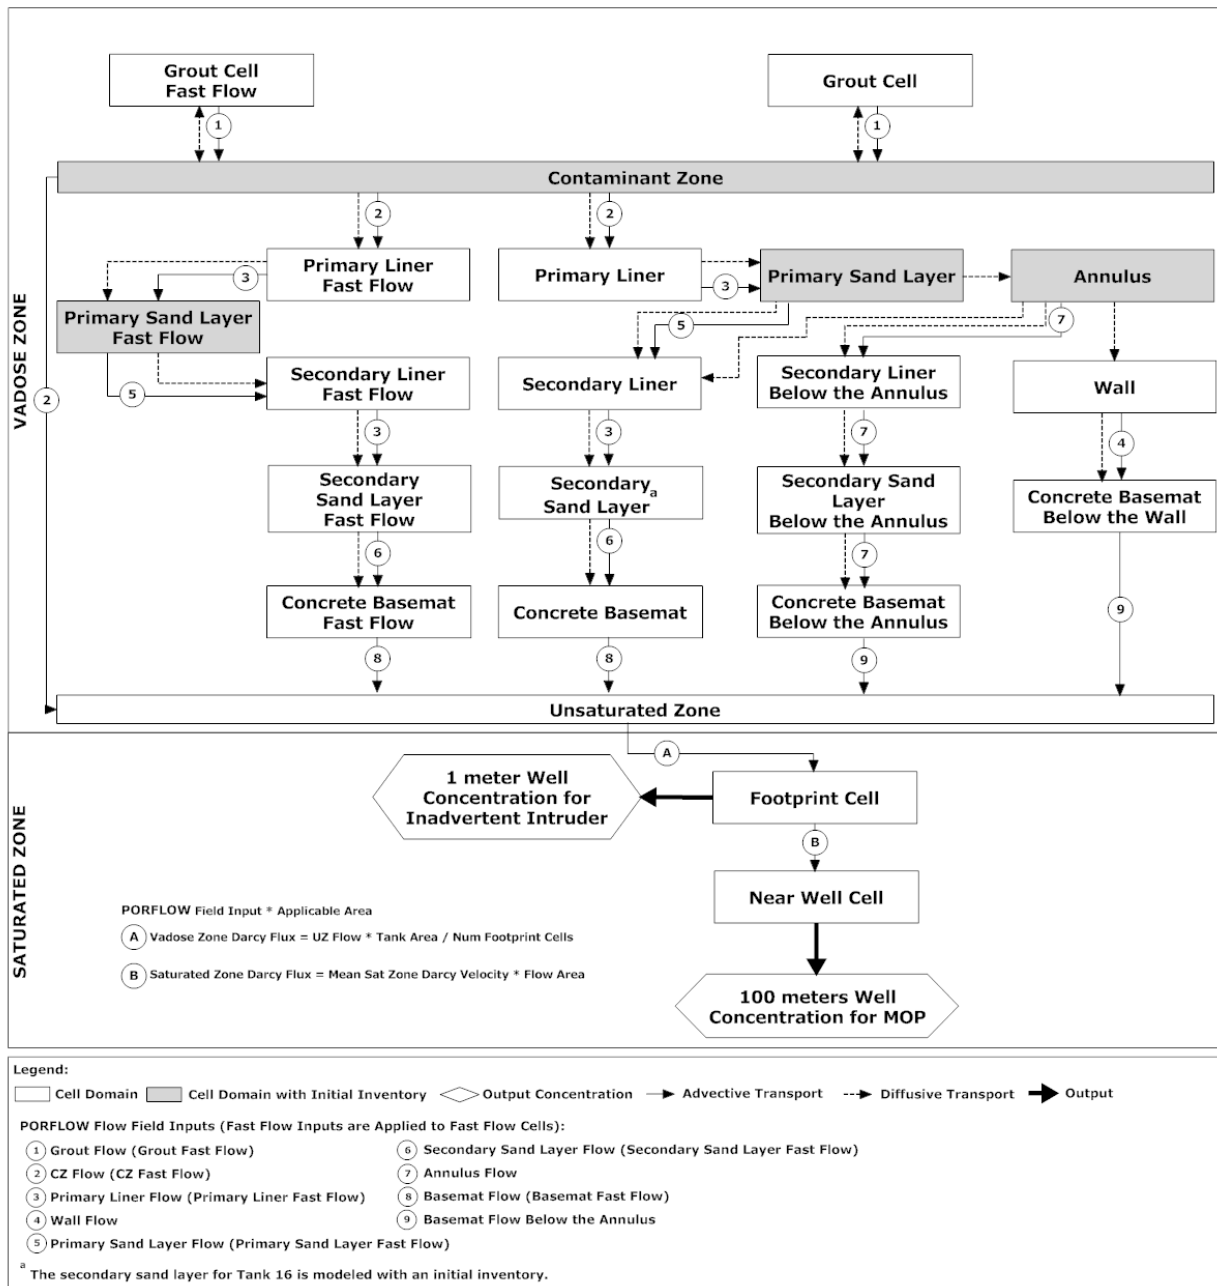 Grout Cell
Fast Flow
Grout Cell
1
1
Contaminant Zone
2
2
Primary Liner
Fast Flow
Primary Liner
Primary Sand Layer
Annulus
3
3
Primary Sand Layer
Fast Flow
5
7
Secondary Liner
Fast Flow
Secondary Liner
Secondary Liner
Below the Annulus
Wall
2
5
3
3
7
4
Secondary
Sand Layer
Fast Flow
Secondary
Sand Layer a
Secondary Sand
Layer
Below the Annulus
Concrete Basemat
Below the Wall
6
6
7
Concrete Basemat
Fast Flow
Concrete Basemat
Concrete Basemat
Below the Annulus
9
8
8
9
Unsaturated Zone
VADOSE ZONE
A
1 meter Well
Concentration for
Inadvertent Intruder
Footprint Cell
B
Near Well Cell
PORFLOW Field Input * Applicable Area
A Vadose Zone Darcy Flux = UZ Flow * Tank Area / Num Footprint Cells
B Saturated Zone Darcy Flux = Mean Sat Zone Darcy Velocity * Flow Area
100 meters Well
Concentration for MOP
SATURATED ZONE
Legend:
Cell Domain Cell Domain with Initial Inventory Output Concentration Advective Transport Diffusive Transport Output
PORFLOW Flow Field Inputs (Fast Flow Inputs are Applied to Fast Flow Cells):
1 Grout Flow (Grout Fast Flow)
2 CZ Flow (CZ Fast Flow)
3 Primary Liner Flow (Primary Liner Fast Flow)
4 Wall Flow
5 Primary Sand Layer Flow (Primary Sand Layer Fast Flow)
6 Secondary Sand Layer Flow (Secondary Sand Layer Fast Flow)
7 Annulus Flow
8 Basemat Flow (Basemat Fast Flow)
9 Basemat Flow Below the Annulus
a The secondary sand layer for Tank 16 is modeled with an initial inventory.